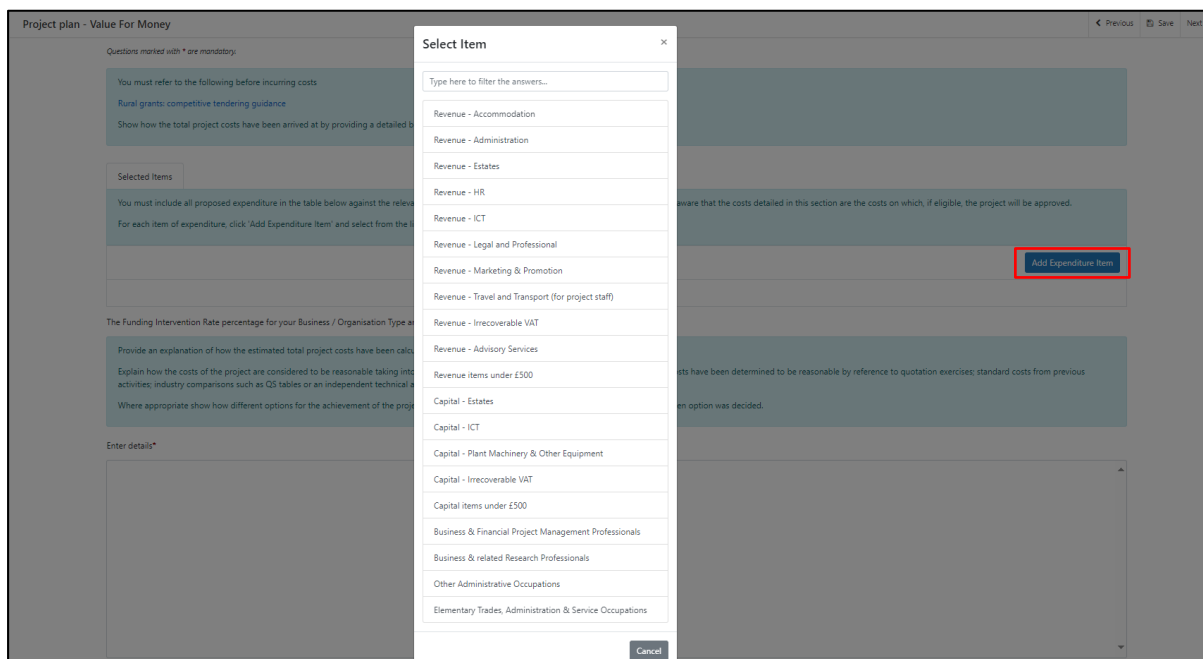 Project plan - Value For Money
Previous Save Next
Questions marked with * are mandatory.
You must refer to the following before incurring costs
Rural grants: competitive tendering guidance
Show how the total project costs have been arrived at by providing a detailed b
Selected Items
You must include all proposed expenditure in the table below against the releva
aware that the costs detailed in this section are the costs on which, if eligible, the project will be approved.
For each item of expenditure, click 'Add Expenditure Item' and select from the li
Add Expenditure Item
The Funding Intervention Rate percentage for your Business / Organisation Type a
Provide an explanation of how the estimated total project costs have been calcu
Explain how the costs of the project are considered to be reasonable taking into
sts have been determined to be reasonable by reference to quotation exercises; standard costs from previous
activities; industry comparisons such as QS tables or an independent technical a
Where appropriate show how different options for the achievement of the proje
en option was decided.
Enter details*
Select Item ×
Type here to filter the answers...
Revenue - Accommodation
Revenue - Administration
Revenue - Estates
Revenue - HR
Revenue - ICT
Revenue - Legal and Professional
Revenue - Marketing & Promotion
Revenue - Travel and Transport (for project staff)
Revenue - Irrecoverable VAT
Revenue - Advisory Services
Revenue items under £500
Capital - Estates
Capital - ICT
Capital - Plant Machinery & Other Equipment
Capital - Irrecoverable VAT
Capital items under £500
Business & Financial Project Management Professionals
Business & related Research Professionals
Other Administrative Occupations
Elementary Trades, Administration & Service Occupations
Cancel